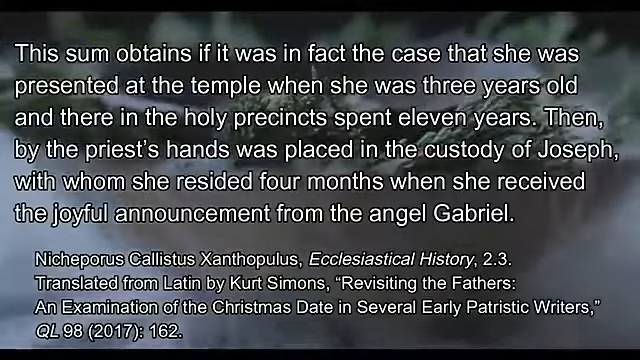 This sum obtains if it was in fact the case that she was
presented at the temple when she was three years old
and there in the holy precincts spent eleven years. Then,
by the priest's hands was placed in the custody of Joseph,
with whom she resided four months when she received
the joyful announcement from the angel Gabriel.
Nicheporus Callistus Xanthopulus, Ecclesiastical History, 2.3.
Translated from Latin by Kurt Simons, “Revisiting the Fathers:
An Examination of the Christmas Date in Several Early Patristic Writers,”
QL 98 (2017): 162.